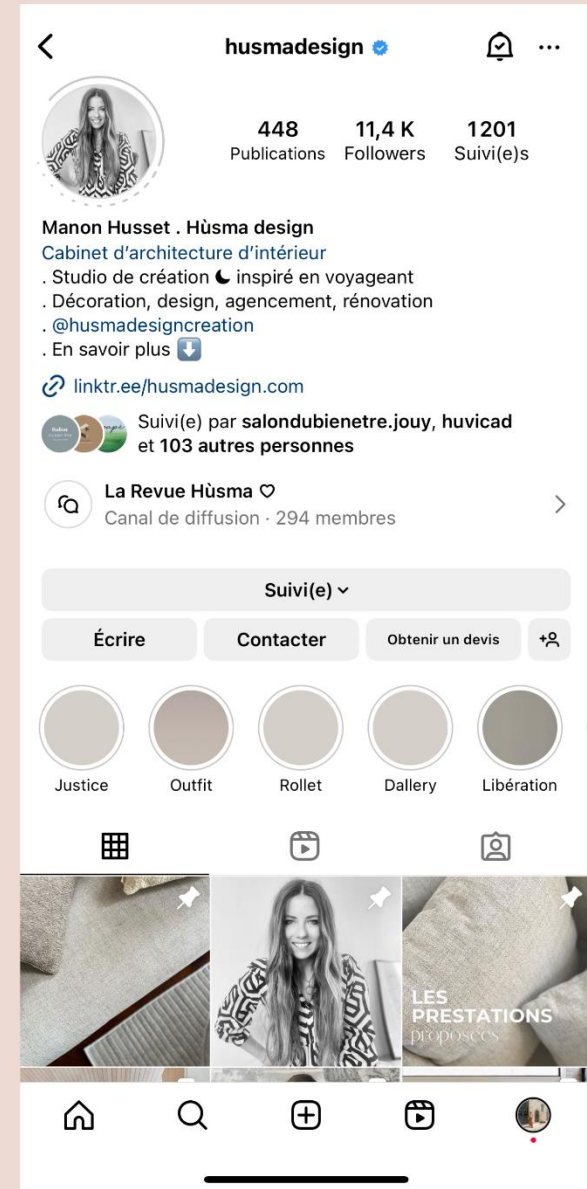 husmadesign
448 11,4 K 1201
Publications Followers Suivi(e)s
Manon Husset . Hùsma design
Cabinet d’architecture d’intérieur
. Studio de création inspiré en voyageant
. Décoration, design, agencement, rénovation
. @husmadesigncreation
. En savoir plus
linktr.ee/husmadesign.com
Suivi(e) par salondubienetre.jouy, huvicad
et 103 autres personnes
La Revue Hùsma ♡
Canal de diffusion · 294 membres
Suivi(e)
Écrire Contacter Obtenir un devis
Justice Outfit Rollet Dallery Libération
LES
PRESTATIONS
proposées